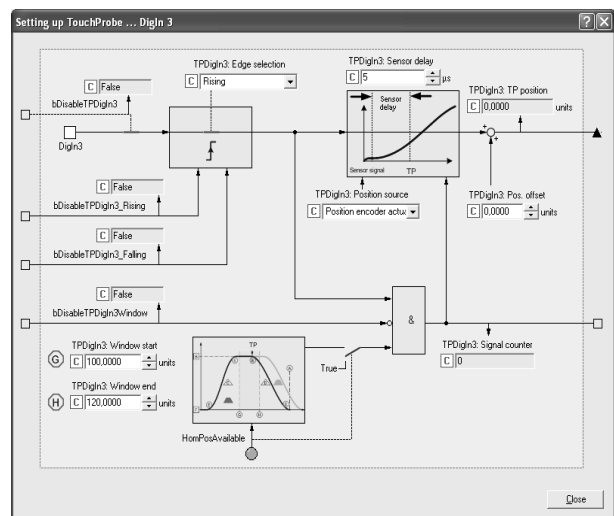 Setting up TouchProbe ... DigIn 3
TPDigIn3: Edge selection
C Rising
C False
bDisableTPDigIn3
DigIn3
TPDigIn3: Sensor delay
C 5 µs
Sensor delay
Sensor signal TP
TPDigIn3: TP position
C 0,0000 units
C False
bDisableTPDigIn3_Rising
TPDigIn3: Position source
C Position encoder actua
TPDigIn3: Pos. offset
C 0,0000 units
C False
bDisableTPDigIn3_Falling
C False
bDisableTPDigIn3Window
&
TPDigIn3: Window start
G C 100,0000 units
TPDigIn3: Window end
H C 120,0000 units
TP
True
TPDigIn3: Signal counter
C 0
HomPosAvailable
Close